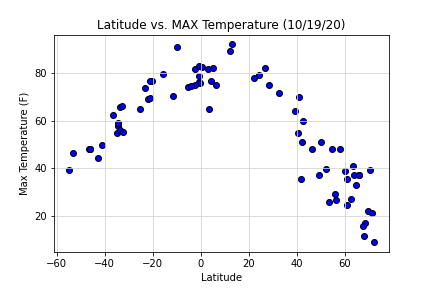 Latitude vs. MAX Temperature (10/19/20)
Max Temperature (F)
80
60
40
20
−60 −40 −20 0 20 40 60
Latitude